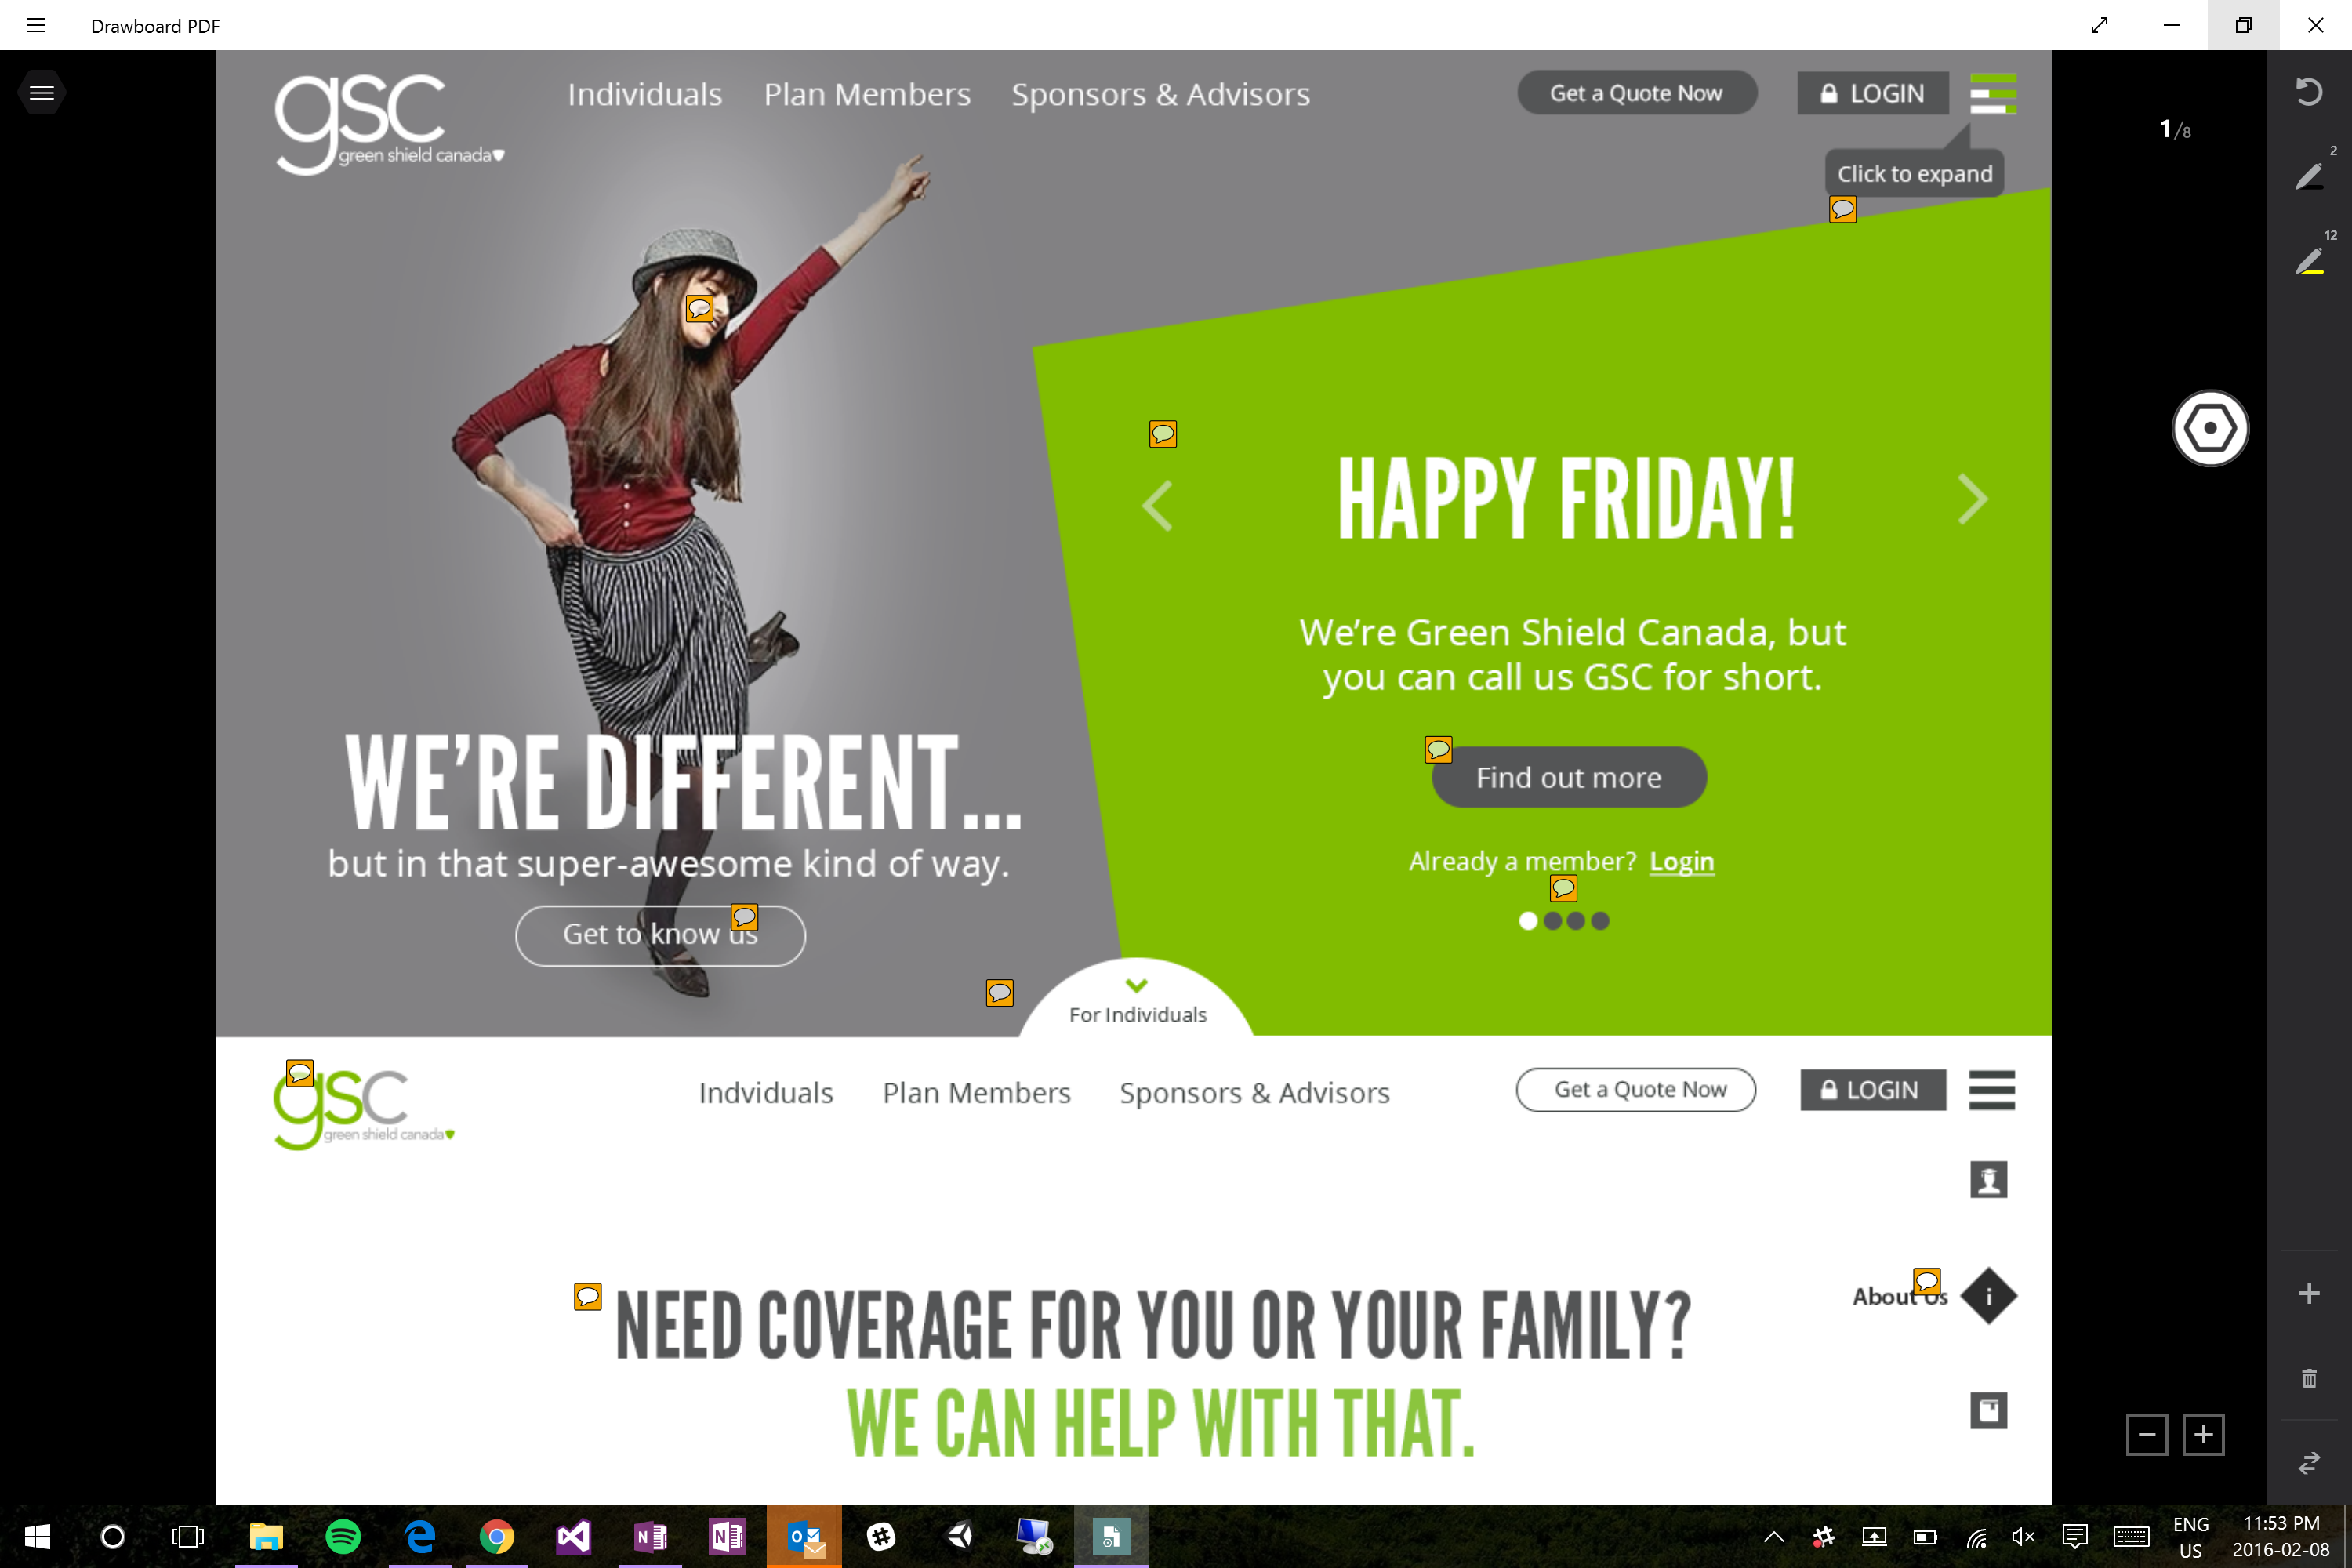 Drawboard PDF
gsc
green shield canada
Individuals Plan Members Sponsors & Advisors
Get a Quote Now
LOGIN
Click to expand
1/8
2
12
HAPPY FRIDAY!
We’re Green Shield Canada, but
you can call us GSC for short.
Find out more
Already a member? Login
WE’RE DIFFERENT...
but in that super-awesome kind of way.
Get to know us
For Individuals
gsc
green shield canada
Indviduals Plan Members Sponsors & Advisors
Get a Quote Now
LOGIN
About Us
i
NEED COVERAGE FOR YOU OR YOUR FAMILY?
WE CAN HELP WITH THAT.
ENG
US
11:53 PM
2016-02-08